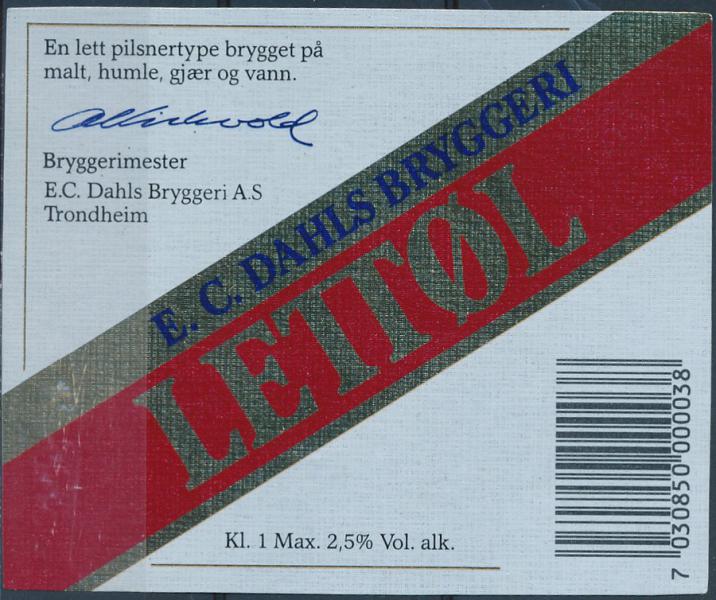 En lett pilsnertype brygget på
malt, humle, gjær og vann.
Bryggerimester
E.C. Dahls Bryggeri A.S
Trondheim
E. C. DAHLS BRYGGERI
LETTØL
Kl. 1 Max. 2,5% Vol. alk.
7 030850 000038